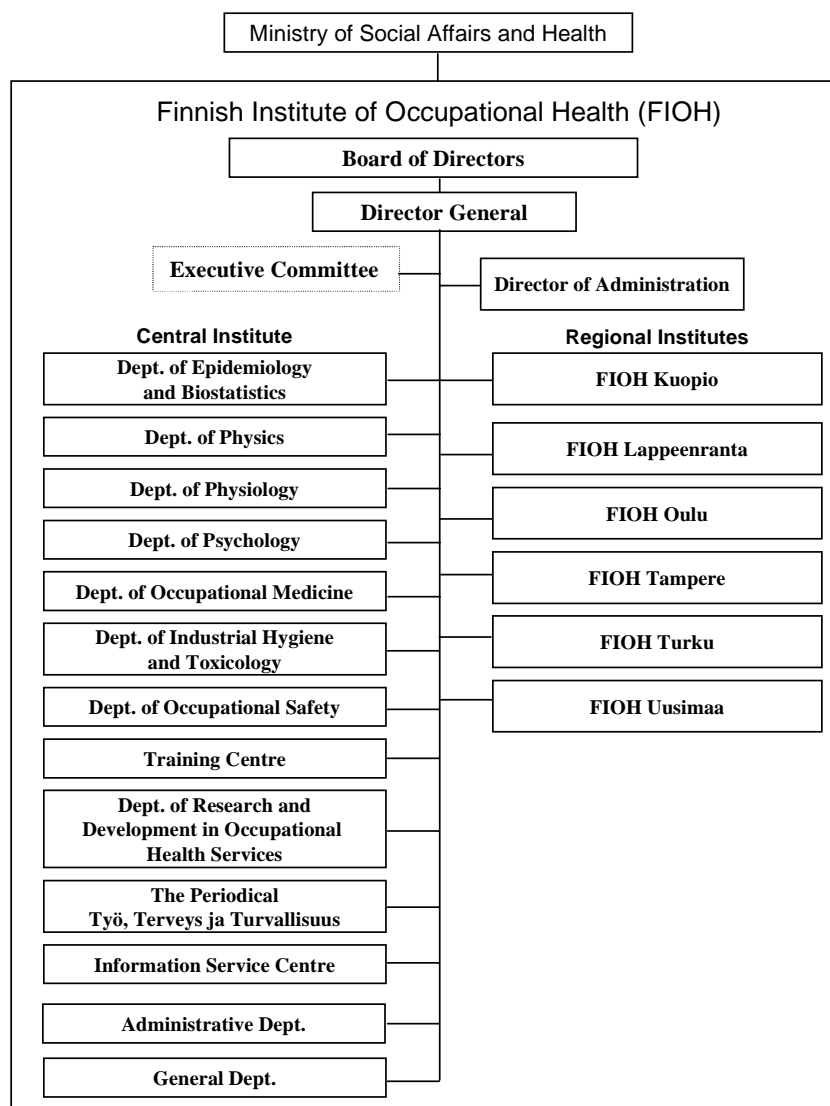 Ministry of Social Affairs and Health
Finnish Institute of Occupational Health (FIOH)
Board of Directors
Director General
Executive Committee
Director of Administration
Central Institute
Dept. of Epidemiology
and Biostatistics
Dept. of Physics
Dept. of Physiology
Dept. of Psychology
Dept. of Occupational Medicine
Dept. of Industrial Hygiene
and Toxicology
Dept. of Occupational Safety
Training Centre
Dept. of Research and
Development in Occupational
Health Services
The Periodical
Työ, Terveys ja Turvallisuus
Information Service Centre
Administrative Dept.
General Dept.
Regional Institutes
FIOH Kuopio
FIOH Lappeenranta
FIOH Oulu
FIOH Tampere
FIOH Turku
FIOH Uusimaa